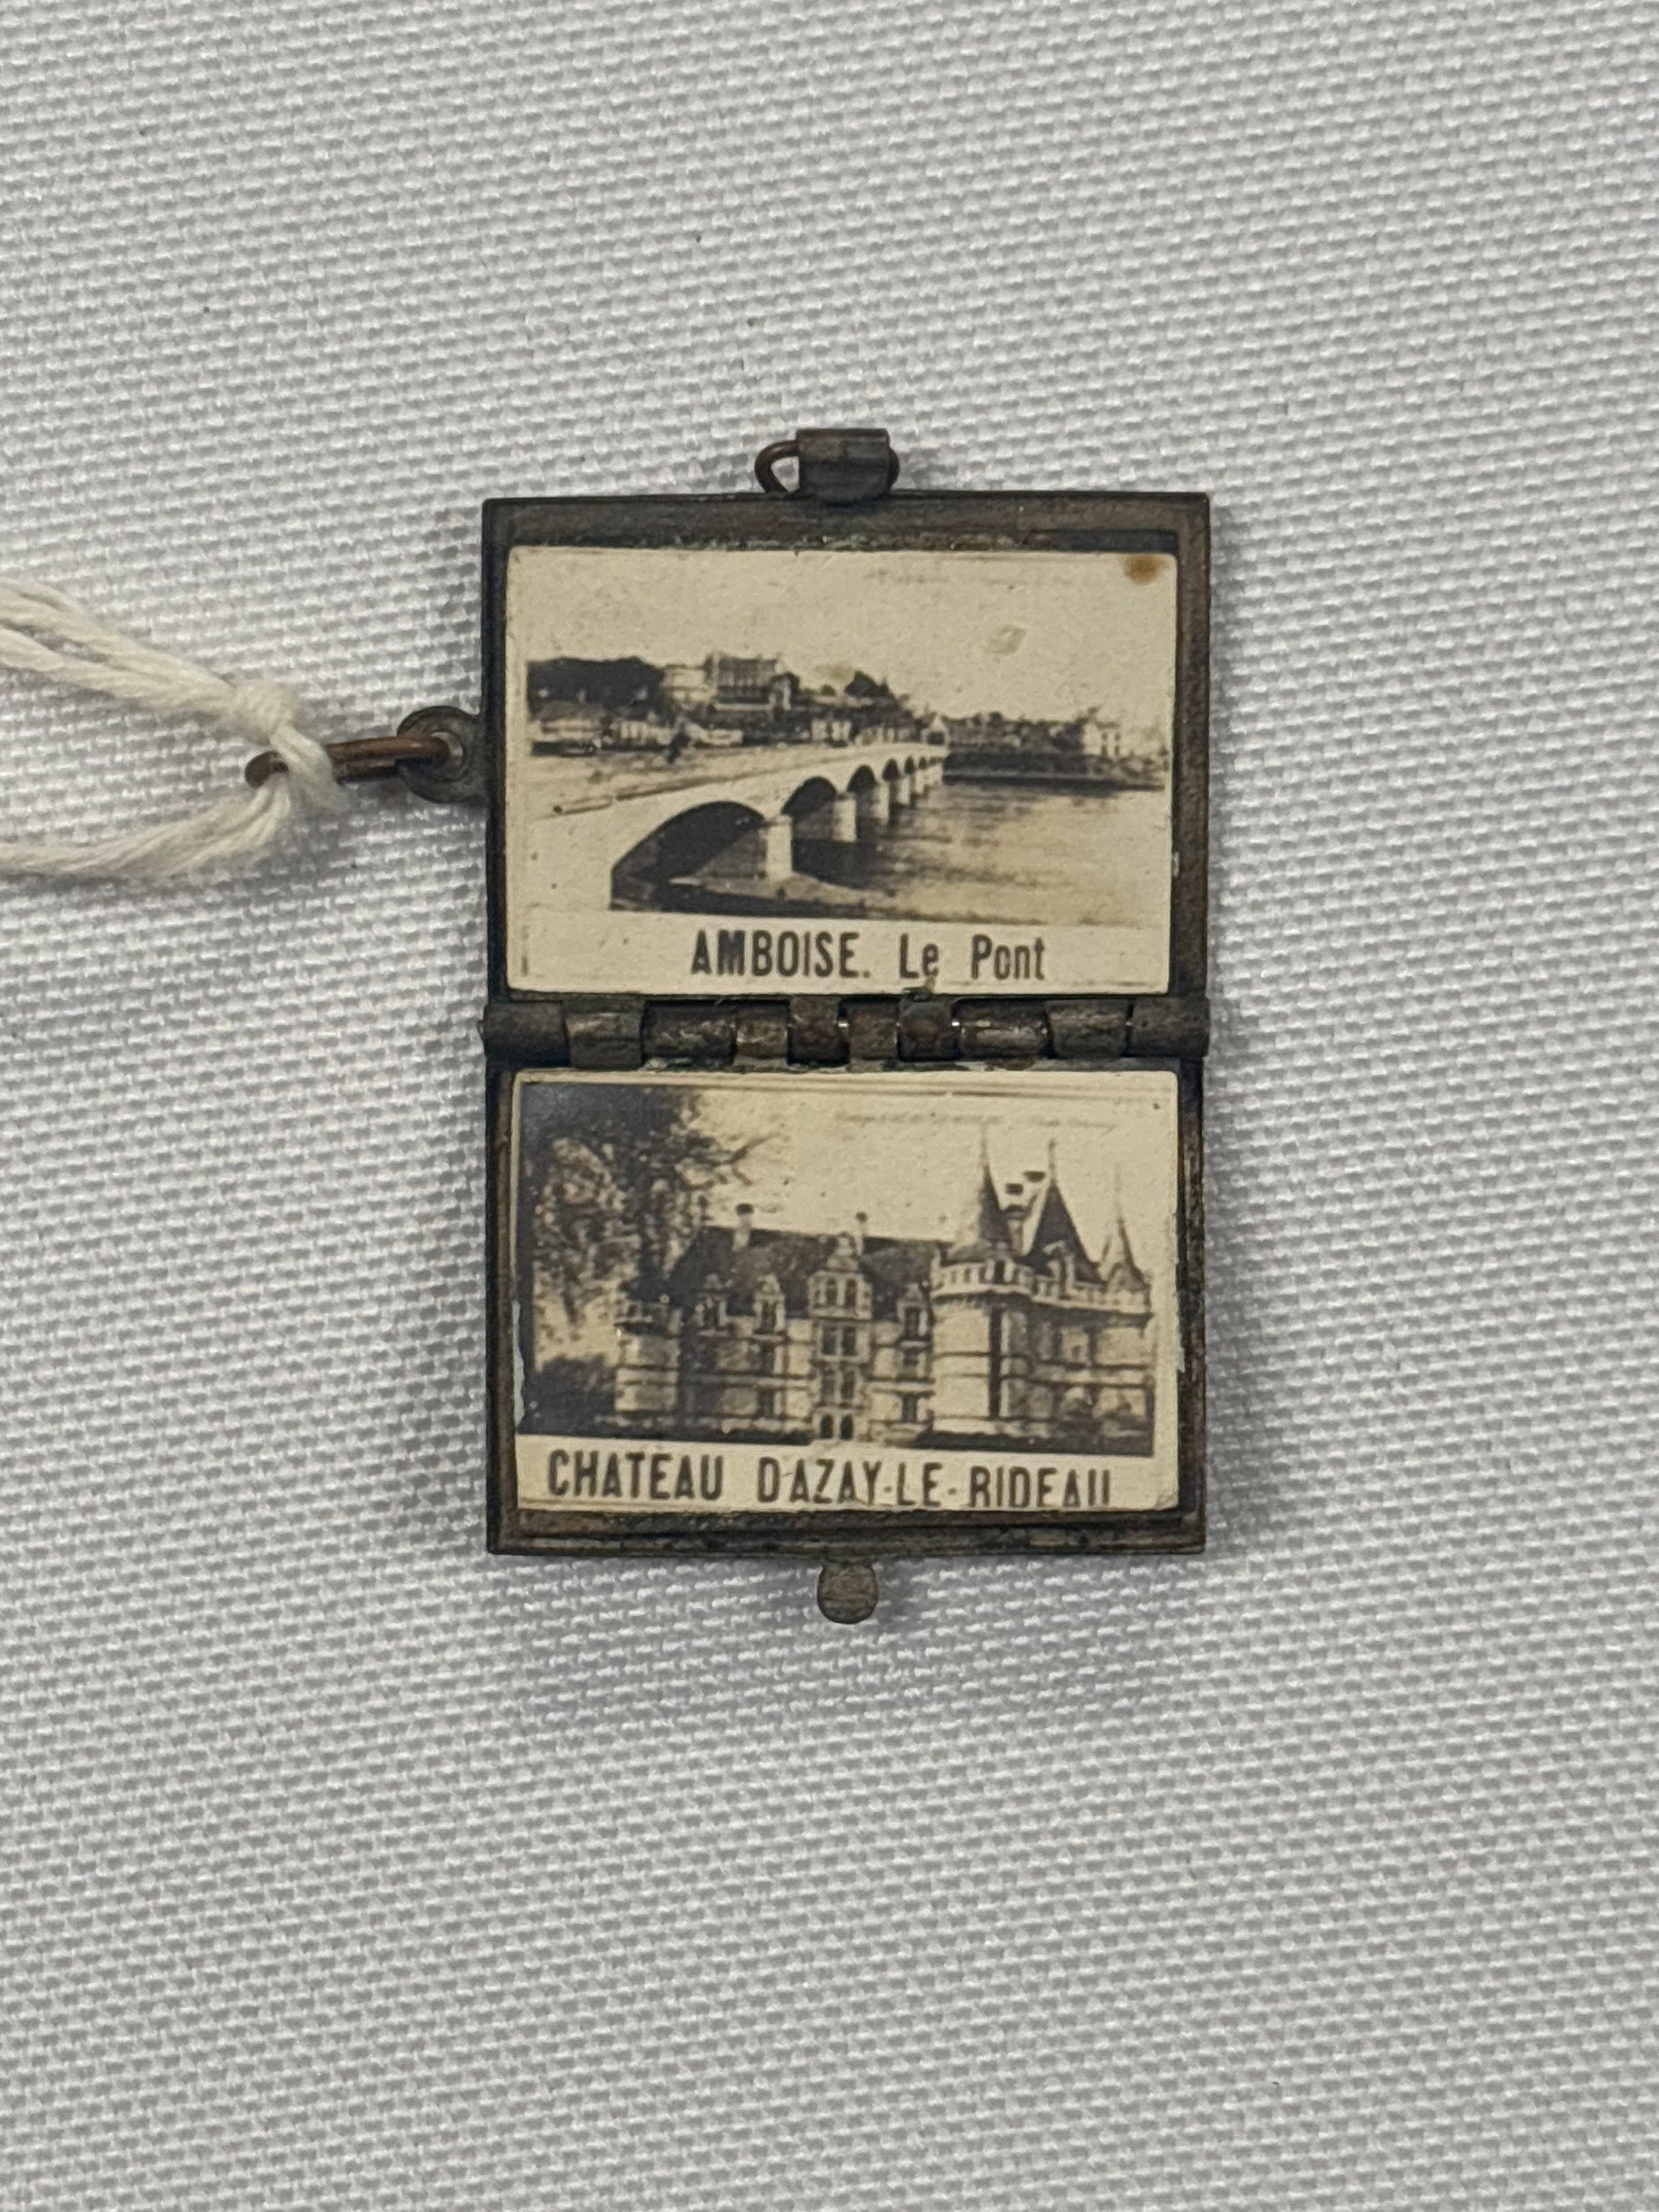 AMBOISE. Le Pont
CHATEAU D'AZAY-LE-RIDEAU